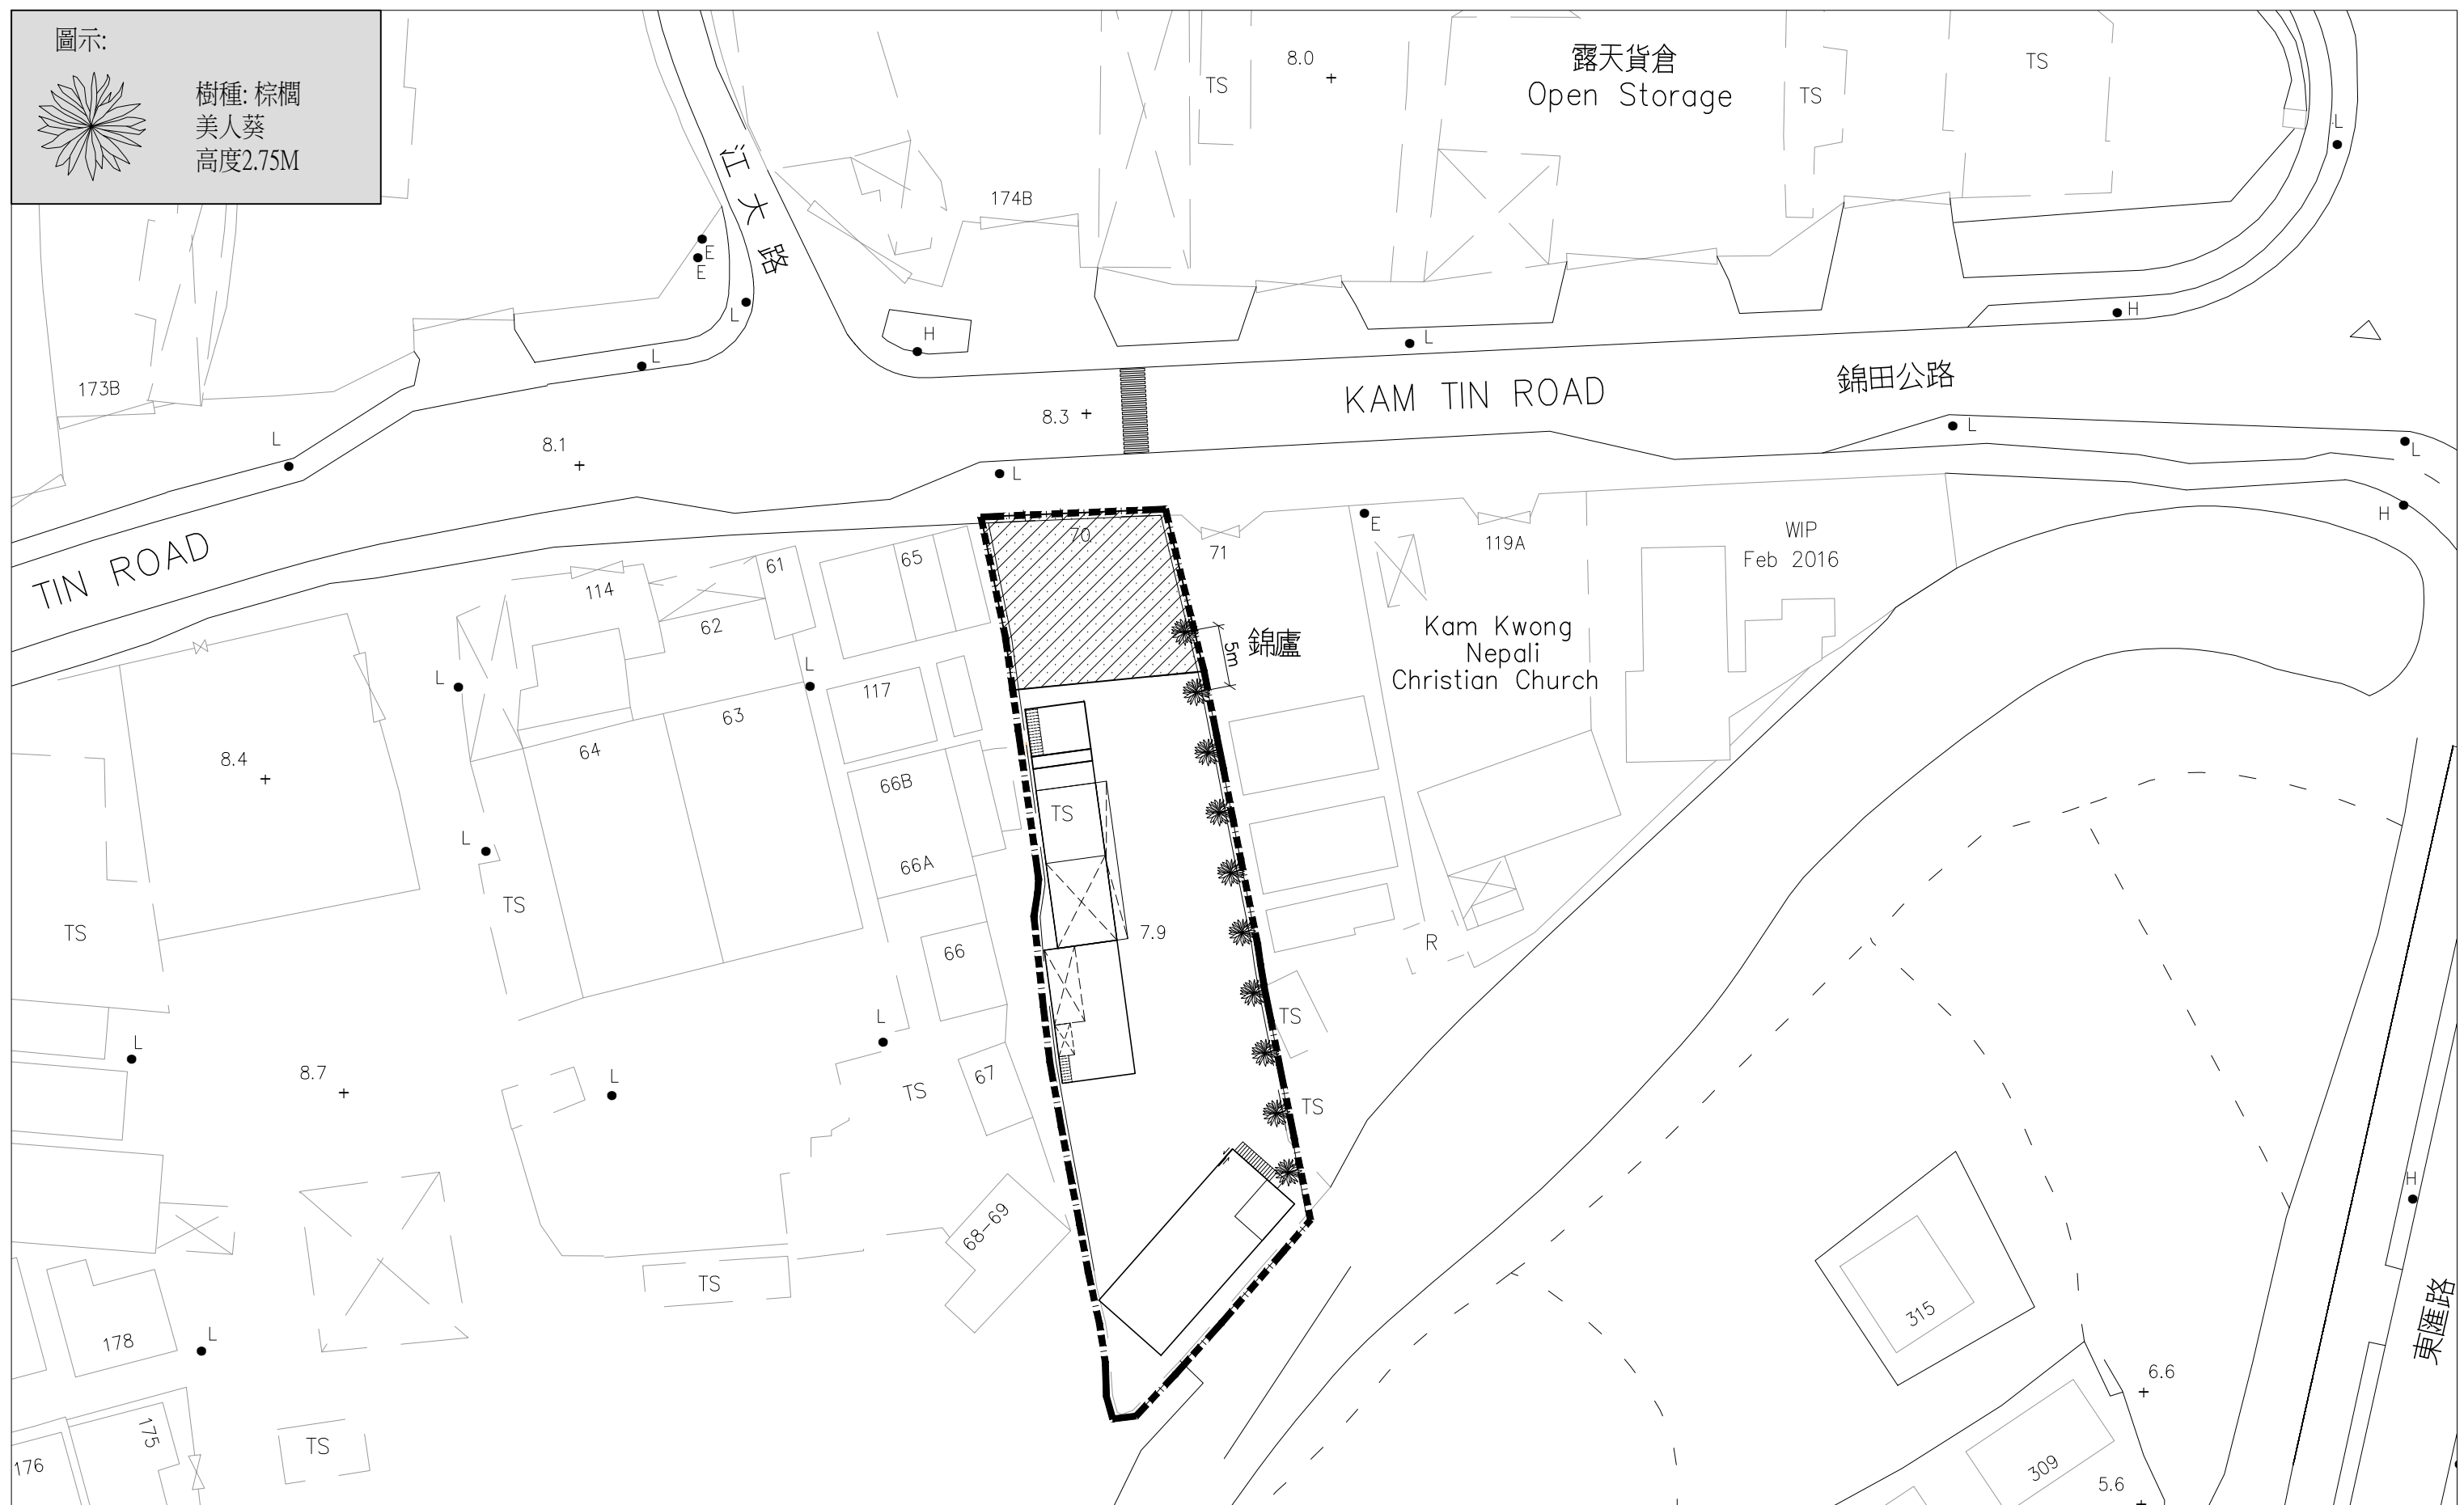 圖示:
樹種: 棕櫚
美人葵
高度2.75M
江大路
8.0
TS
露天貨倉
Open Storage
TS
TS
L
174B
E
E
L
H
L
H
L
173B
L
8.1
8.3
KAM TIN ROAD
錦田公路
L
L
L
H
TIN ROAD
70
71
E
119A
WIP
Feb 2016
114
61
65
62
5m
錦廬
Kam Kwong
Nepali
Christian Church
L
L
117
63
64
8.4
66B
TS
L
66A
TS
TS
66
7.9
R
TS
L
L
8.7
L
TS
67
TS
H
68-69
TS
315
東匯路
178
L
6.6
175
TS
176
309
5.6